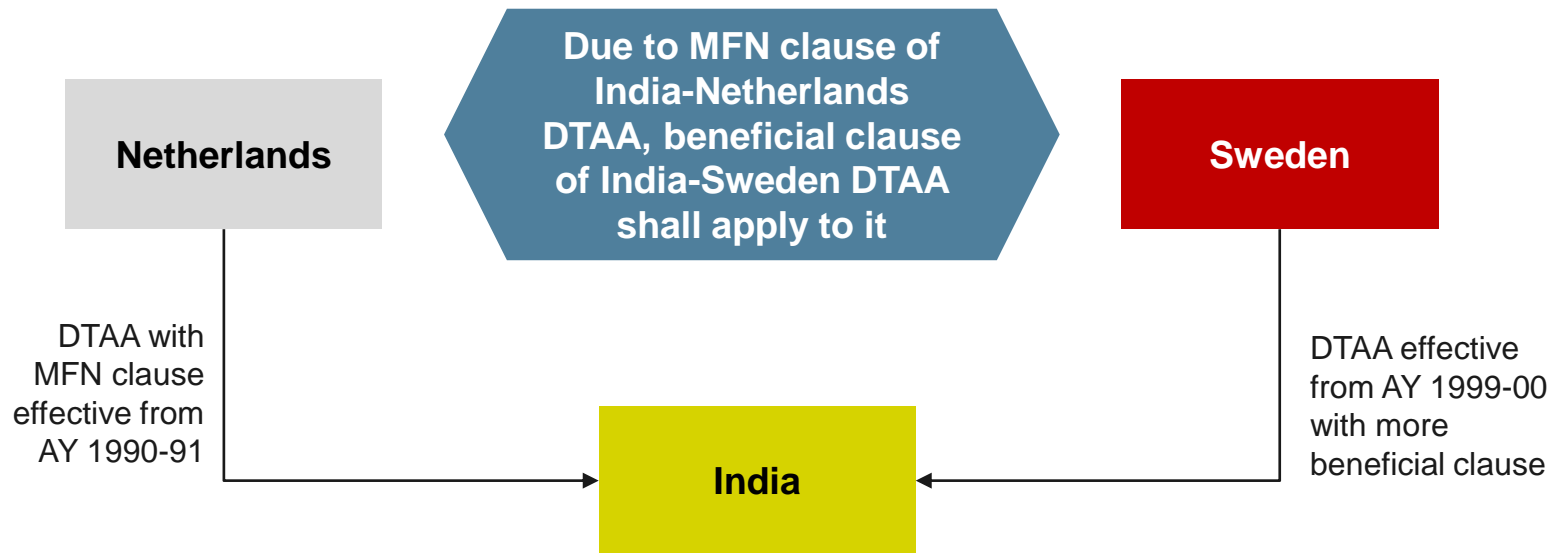 Due to MFN clause of
India-Netherlands
DTAA, beneficial clause
of India-Sweden DTAA
shall apply to it
Netherlands
Sweden
DTAA with
MFN clause
effective from
AY 1990-91
DTAA effective
from AY 1999-00
with more
beneficial clause
India